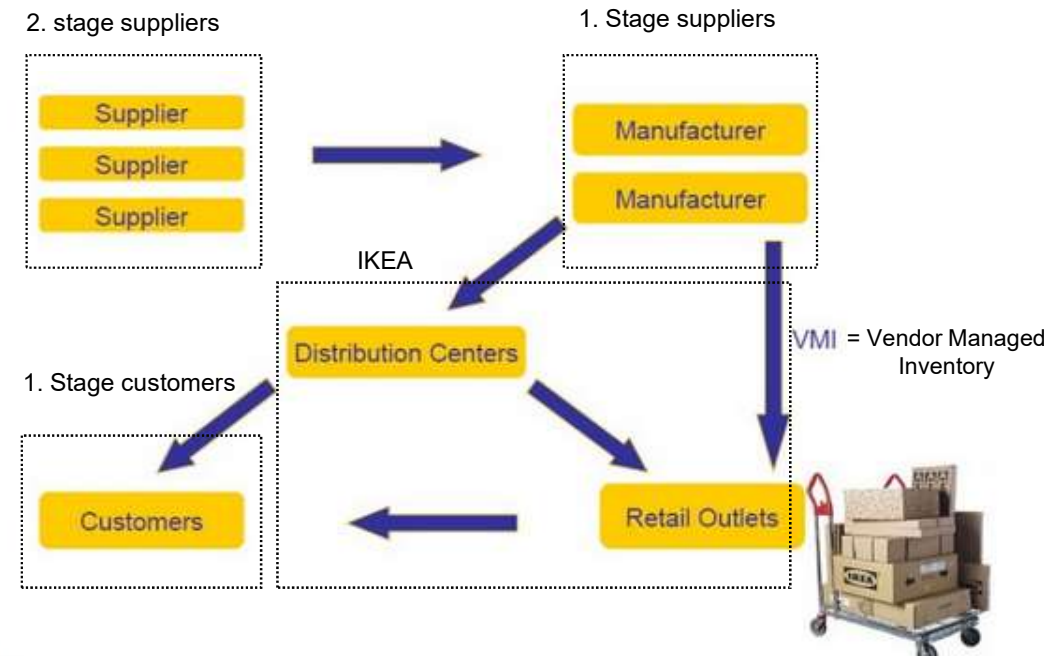 2. stage suppliers
1. Stage suppliers
Supplier
Supplier
Supplier
Manufacturer
Manufacturer
IKEA
Distribution Centers
VMI = Vendor Managed
Inventory
1. Stage customers
Customers
Retail Outlets
IKEA